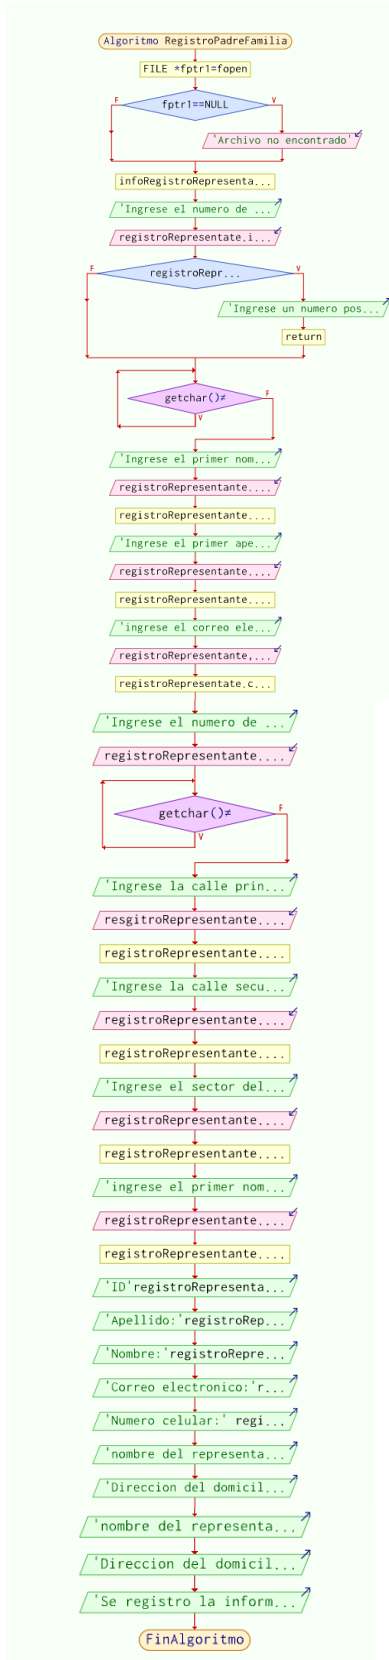 Algoritmo RegistroPadreFamilia
FILE *fptr1=fopen
F
fptr1==NULL
V
'Archivo no encontrado'
infoRegistroRepresenta...
'Ingrese el numero de ...
registroRepresentate.i...
F
registroRepr...
V
'Ingrese un numero pos...
return
getchar()≠
F
V
'Ingrese el primer nom...
registroRepresentante....
registroRepresentante....
'Ingrese el primer ape...
registroRepresentante....
registroRepresentante....
'ingrese el correo ele...
registroRepresentante,...
registroRepresentate.c...
'Ingrese el numero de ...
registroRepresentante....
getchar()≠
F
V
'Ingrese la calle prin...
resgitroRepresentante....
registroRepresentante....
'Ingrese la calle secu...
registroRepresentante....
registroRepresentante....
'Ingrese el sector del...
registroRepresentante....
registroRepresentante....
'ingrese el primer nom...
registroRepresentante....
registroRepresentante....
'ID'registroRepresenta...
'Apellido:'registroRep...
'Nombre:'registroRepre...
'Correo electronico:'r...
'Numero celular:' regi...
'nombre del representa...
'Direccion del domicil...
'nombre del representa...
'Direccion del domicil...
'Se registro la inform...
FinAlgoritmo